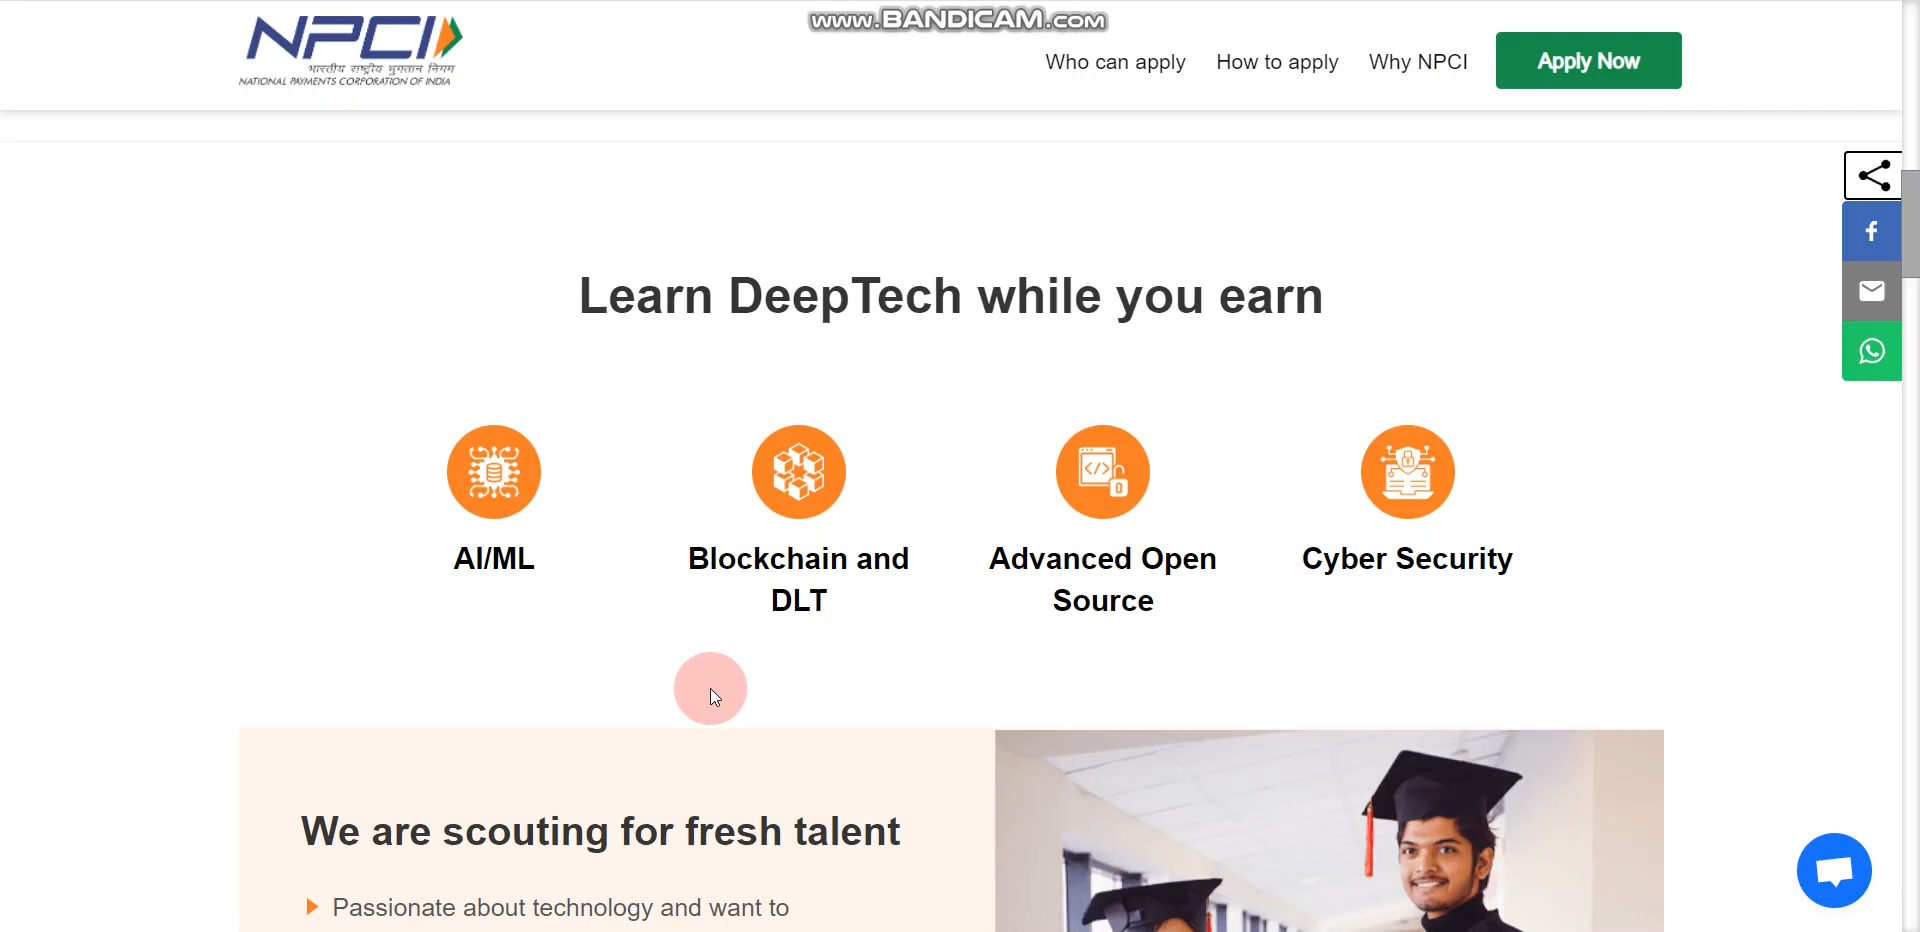 www.BANDICAM.com
NPCI
भारतीय राष्ट्रीय भुगतान निगम
NATIONAL PAYMENTS CORPORATION OF INDIA
Who can apply
How to apply
Why NPCI
Apply Now
Learn DeepTech while you earn
AI/ML
Blockchain and
DLT
Advanced Open
Source
Cyber Security
We are scouting for fresh talent
Passionate about technology and want to